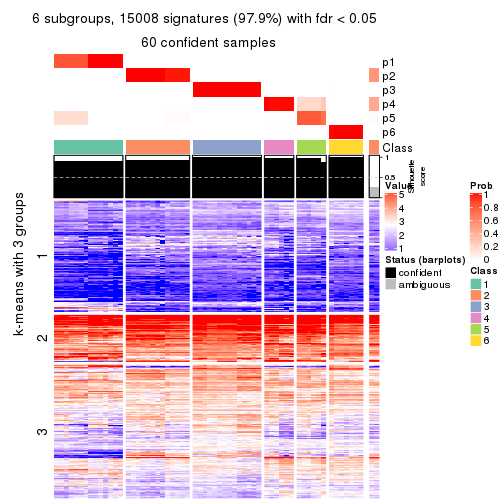 6 subgroups, 15008 signatures (97.9%) with fdr < 0.05
60 confident samples
p1
p2
p3
p4
p5
p6
Class
1
0.5
0
Silhouette
score
k-means with 3 groups
1
2
3
Value
5
4
3
2
1
Status (barplots)
confident
ambiguous
Prob
1
0.8
0.6
0.4
0.2
0
Class
1
2
3
4
5
6